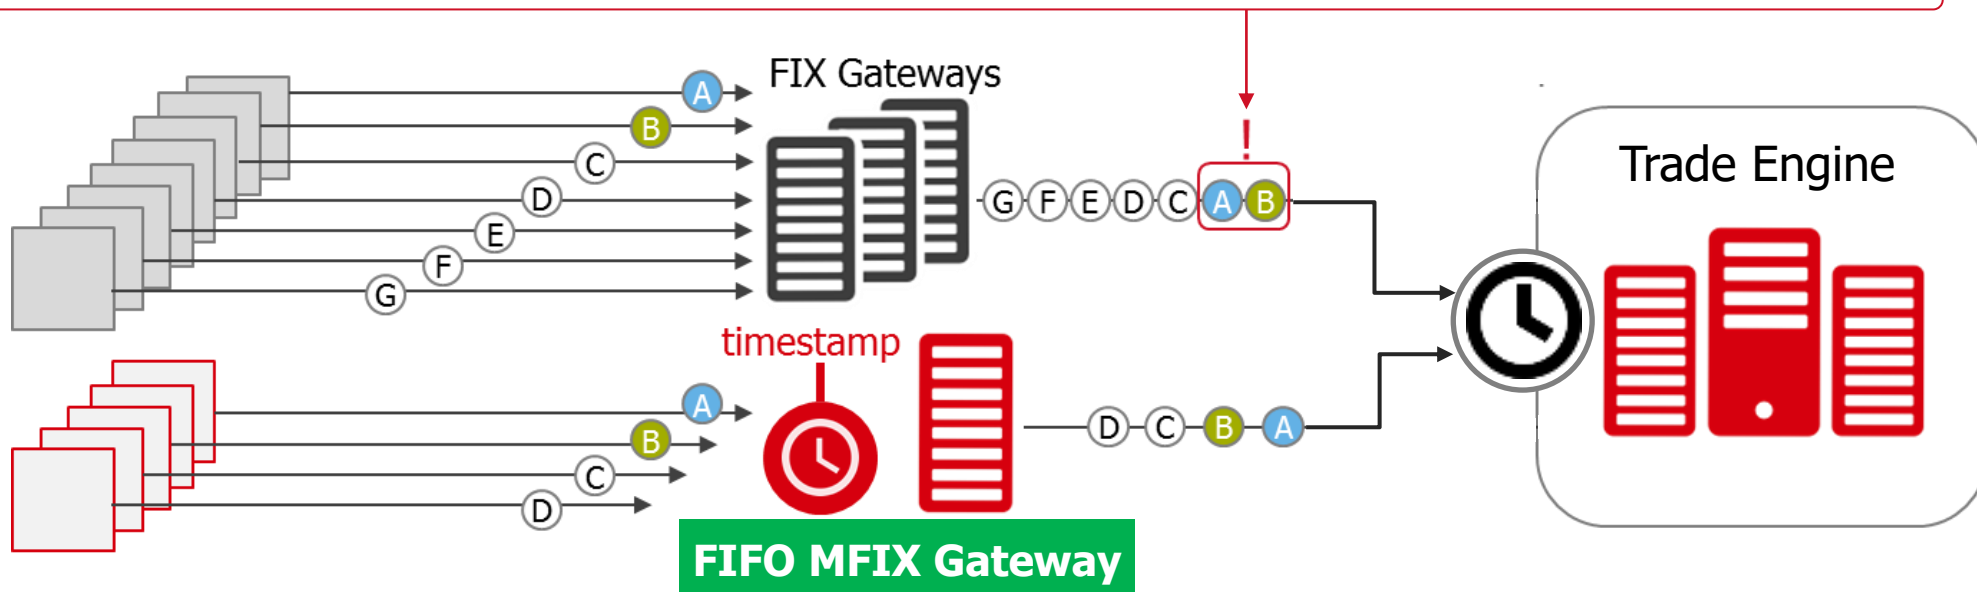 FIX Gateways
A
B
C
D
E
F
G
!
G F E D C A B
Trade Engine
timestamp
A
B
C
D
D C B A
FIFO MFIX Gateway